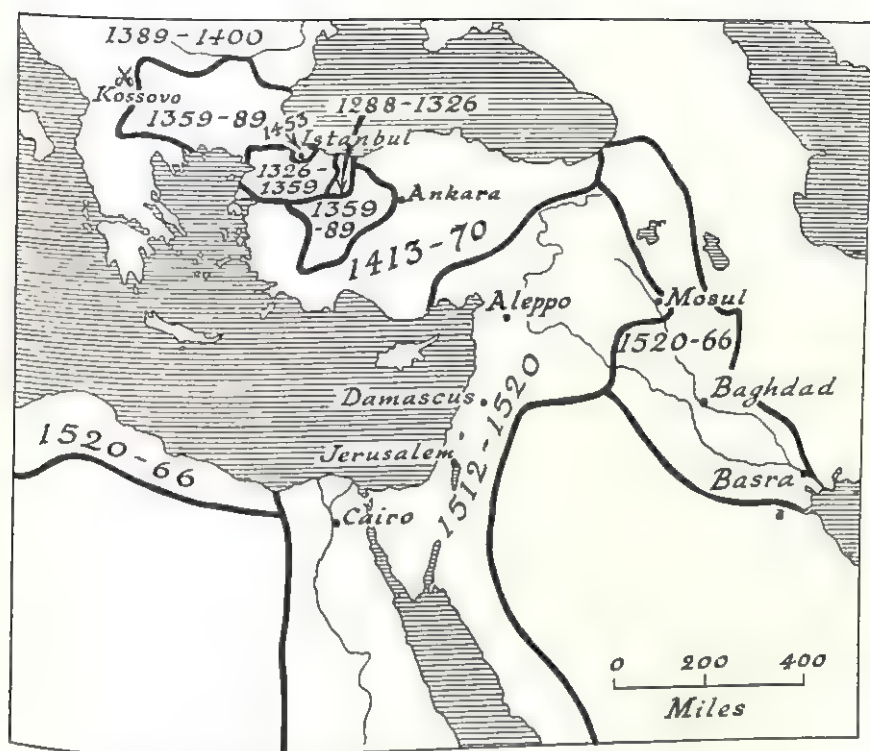 1389-1400
Kossovo
1359-89
1453
Istanbul
1288-1326
1326-
1359
1359
-89
Ankara
1413-70
Aleppo
Mosul
1520-66
Damascus
Baghdad
1520-66
Jerusalem
1512-1520
Basra
Cairo
0 200 400
Miles